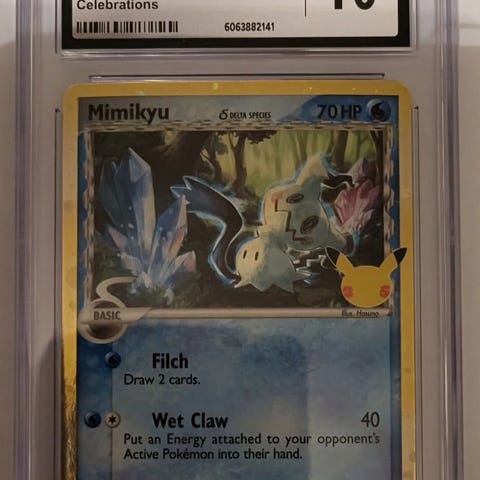 Celebrations
10
6063882141
Mimikyu δ DELTA SPECIES 70 HP
BASIC
Illus. Hasuno
Filch
Draw 2 cards.
Wet Claw 40
Put an Energy attached to your opponent's
Active Pokémon into their hand.